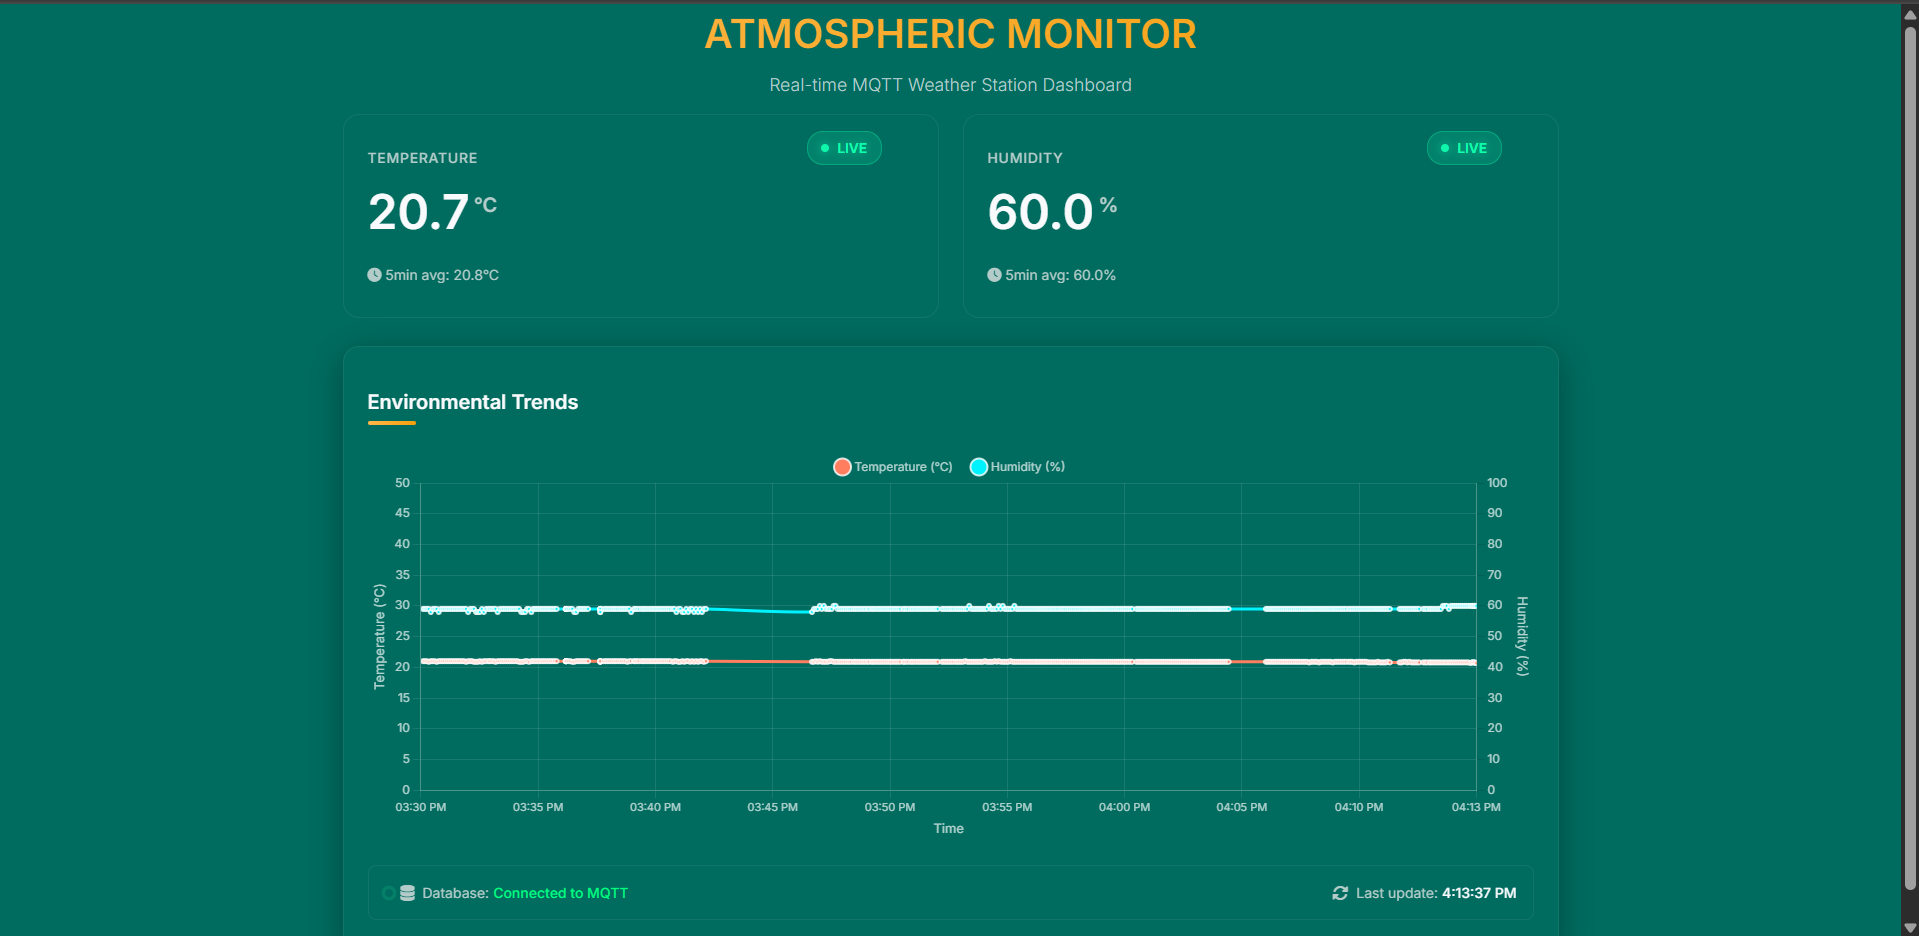 ATMOSPHERIC MONITOR
Real-time MQTT Weather Station Dashboard
TEMPERATURE
LIVE
20.7 °C
5min avg: 20.8°C
HUMIDITY
LIVE
60.0 %
5min avg: 60.0%
Environmental Trends
Temperature (°C) Humidity (%)
Temperature (°C)
50
45
40
35
30
25
20
15
10
5
0
100
90
80
70
60
50
40
30
20
10
0
Humidity (%)
03:30 PM 03:35 PM 03:40 PM 03:45 PM 03:50 PM 03:55 PM 04:00 PM 04:05 PM 04:10 PM 04:13 PM
Time
Database: Connected to MQTT
Last update: 4:13:37 PM